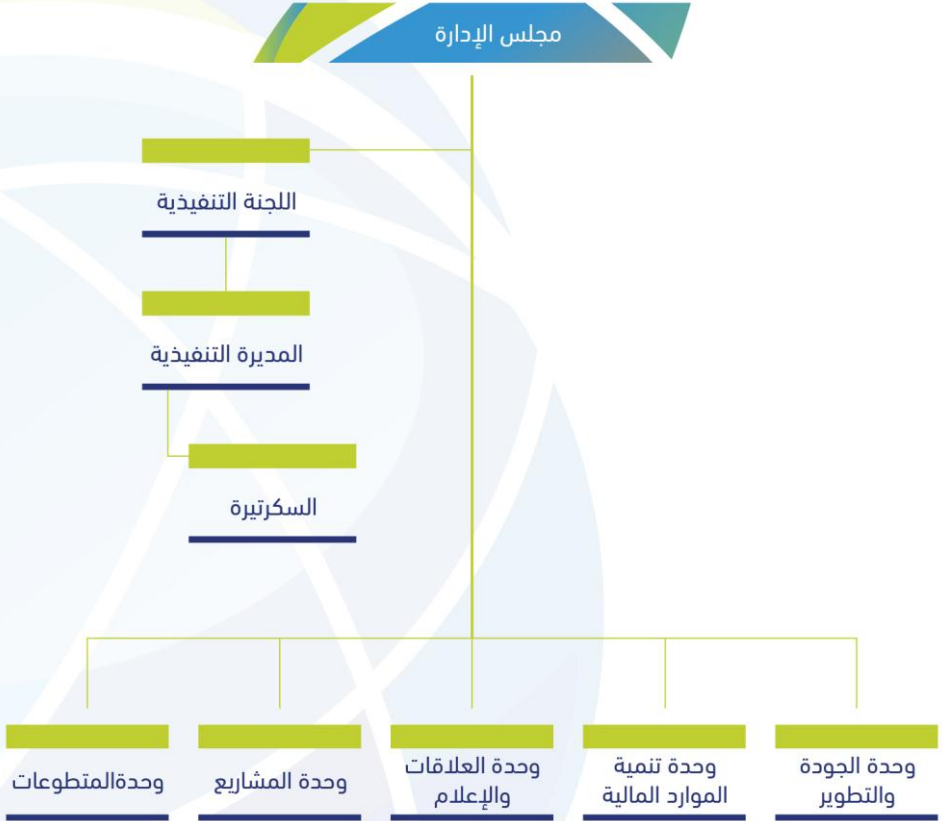 مجلس الإدارة
اللجنة التنفيذية
المديرة التنفيذية
السكرتيرة
وحدة الجودة
والتطوير
وحدة تنمية
الموارد المالية
وحدة العلاقات
والإعلام
وحدة المشاريع
وحدةالمتطوعات